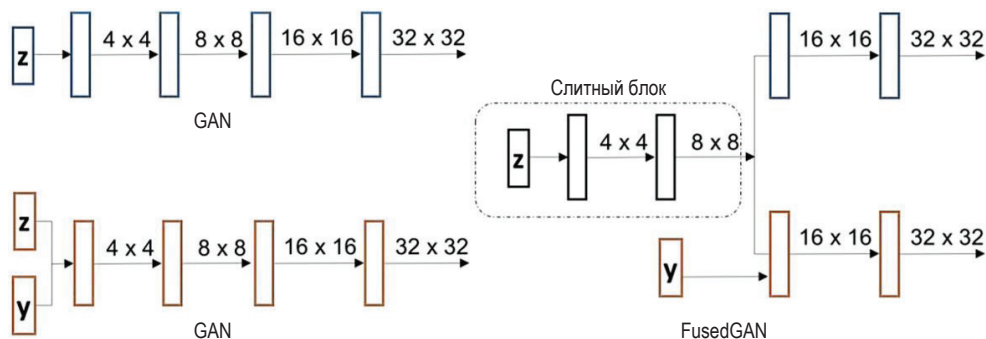 z 4 x 4 8 x 8 16 x 16 32 x 32
GAN
z
y
4 x 4 8 x 8 16 x 16 32 x 32
GAN
Слитный блок
z 4 x 4 8 x 8
16 x 16 32 x 32
y
16 x 16 32 x 32
FusedGAN